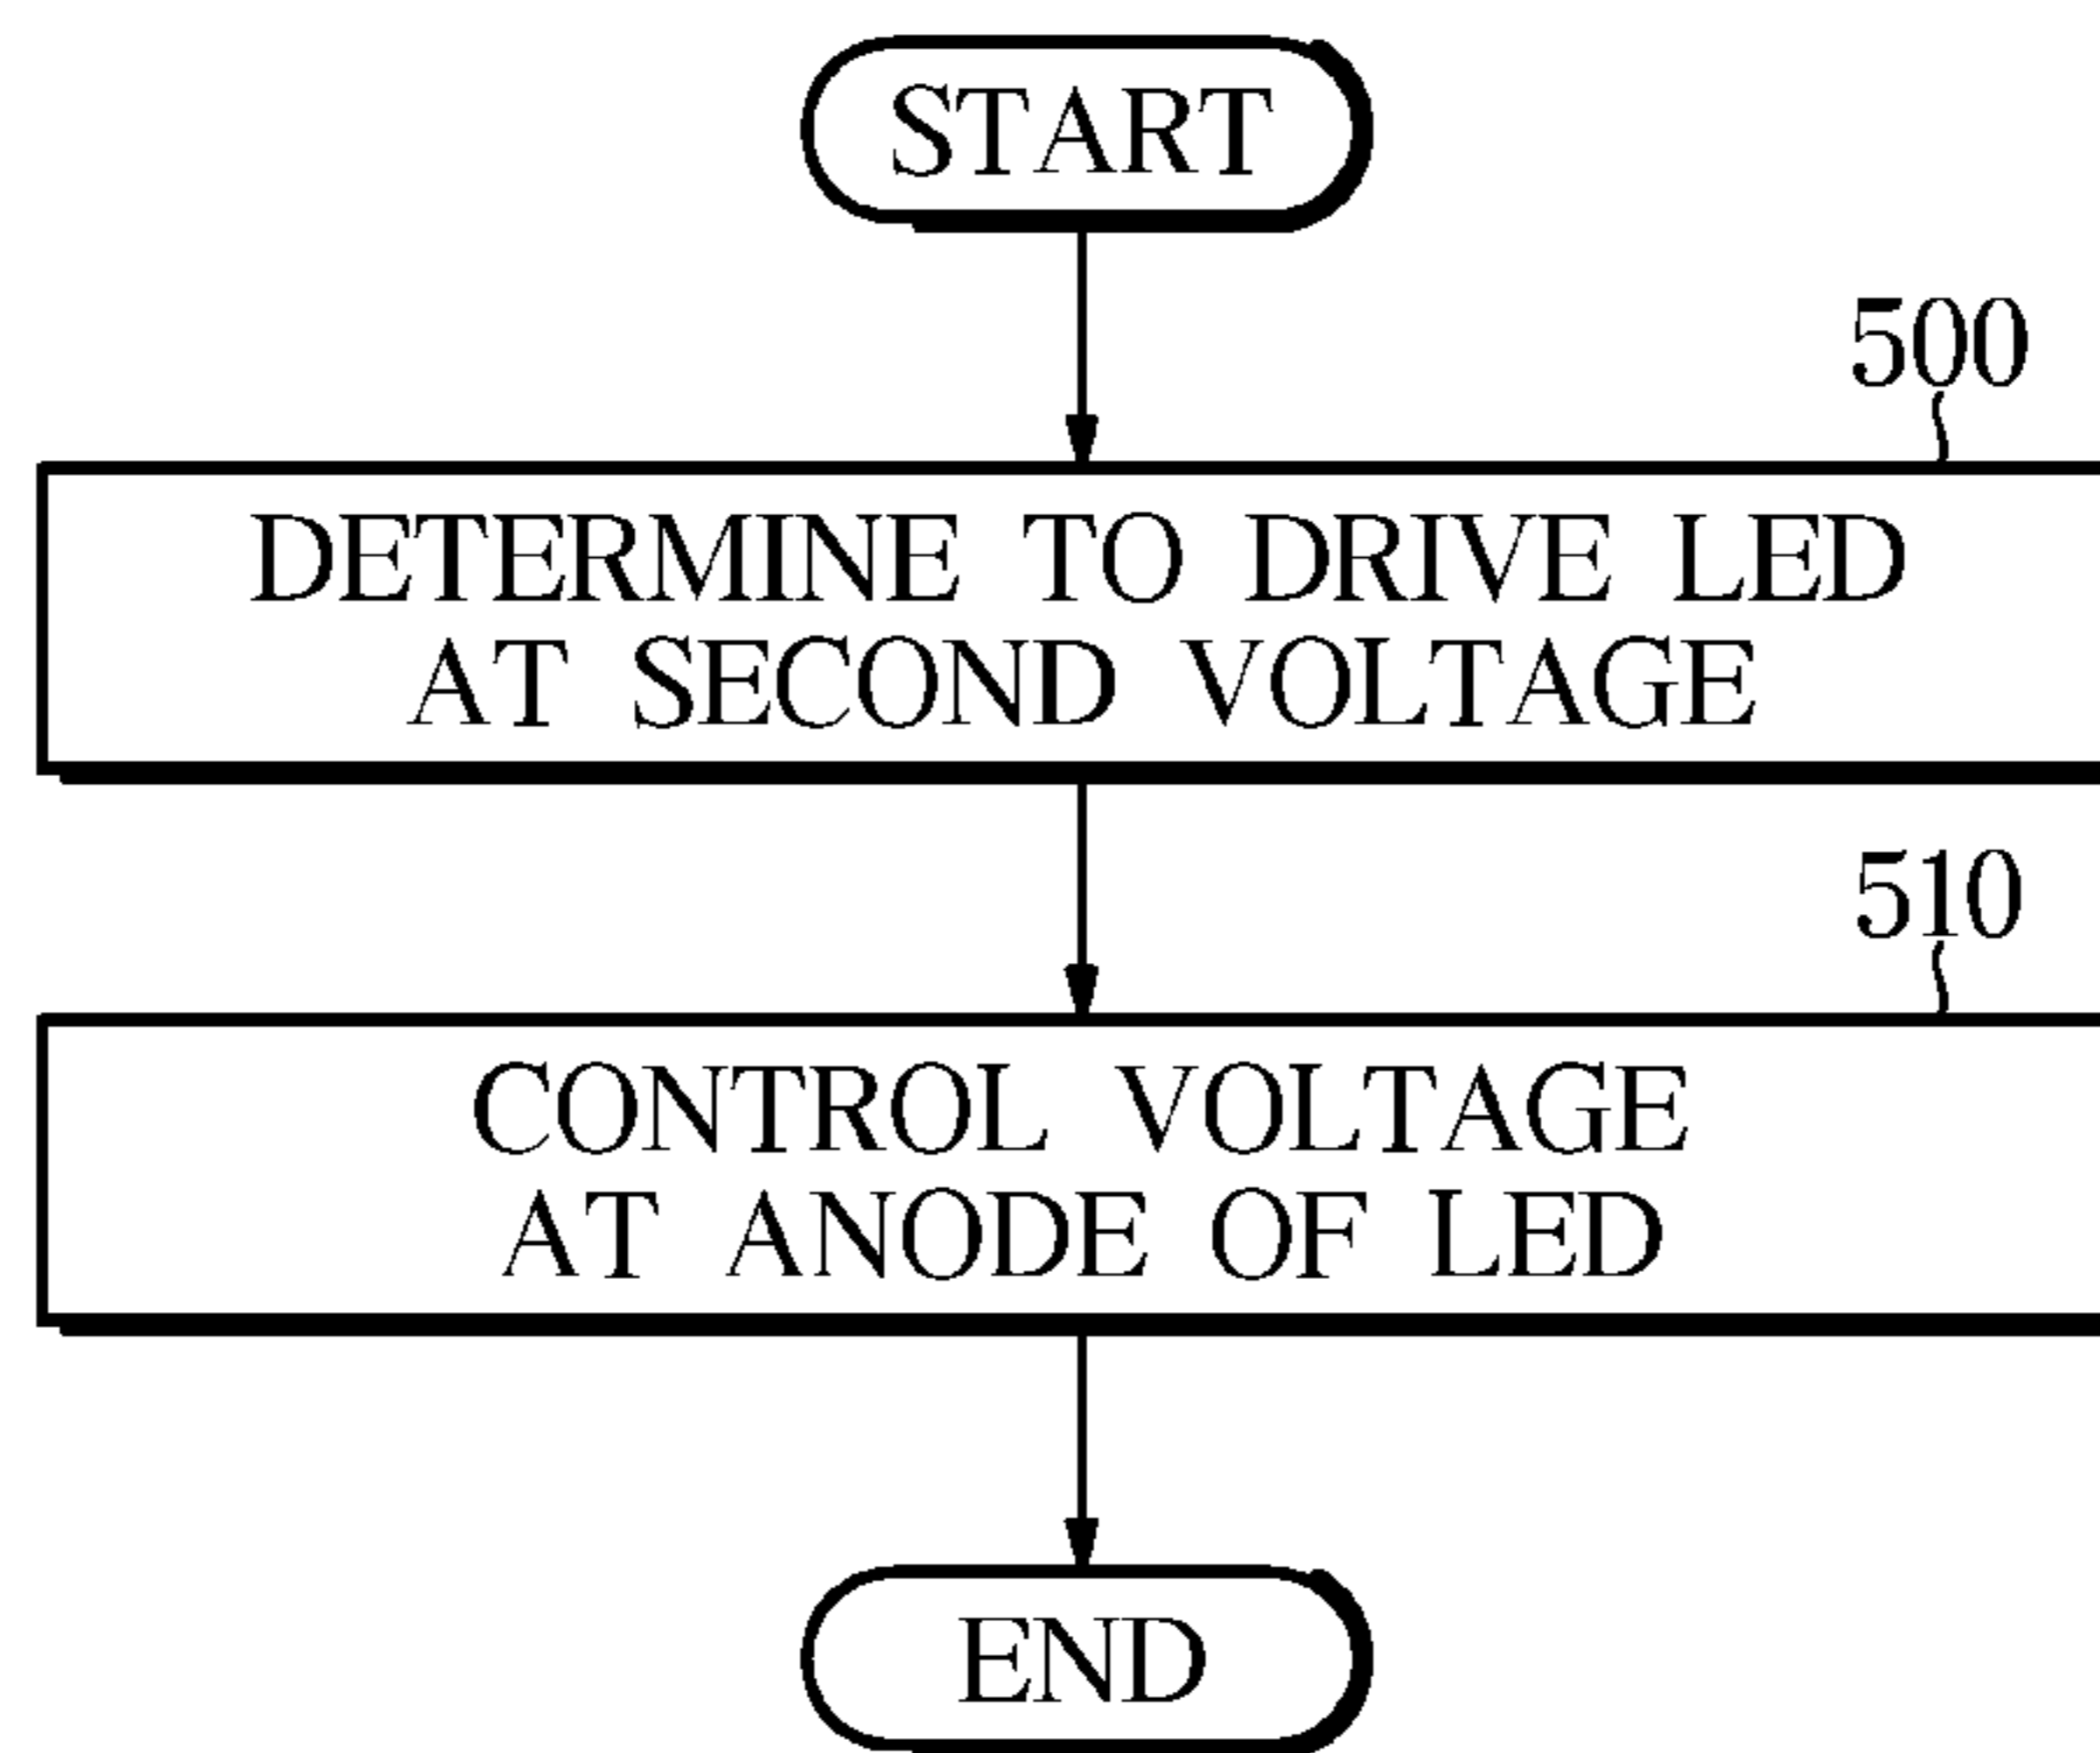 START
500
DETERMINE TO DRIVE LED
AT SECOND VOLTAGE
510
CONTROL VOLTAGE
AT ANODE OF LED
END